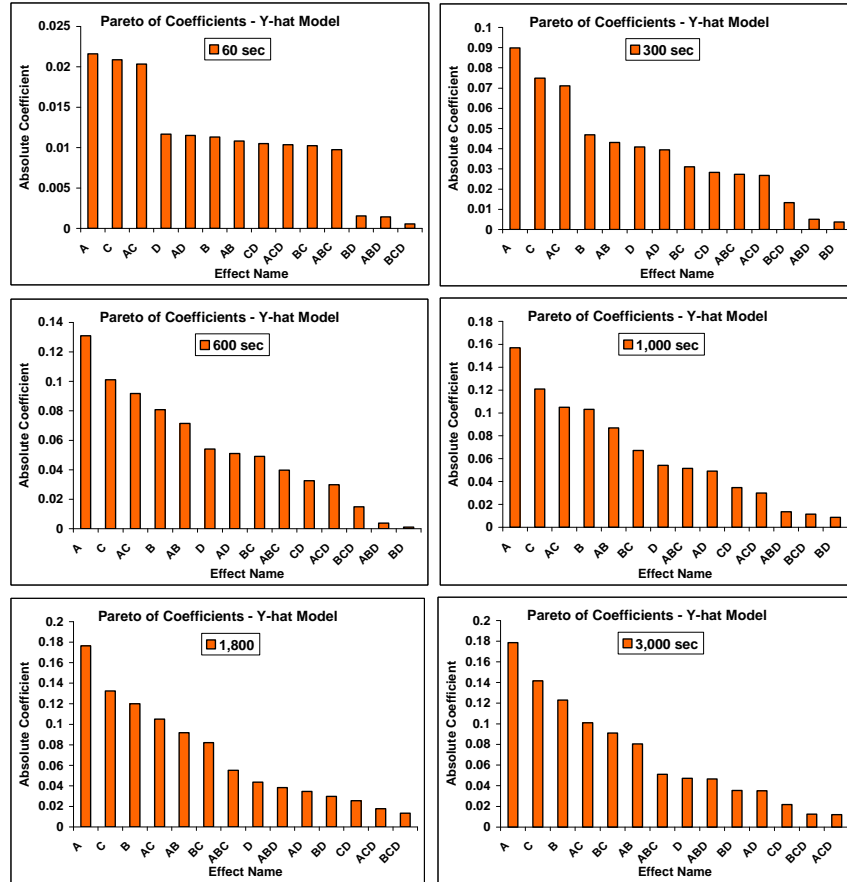 Pareto of Coefficients - Y-hat Model
60 sec
Absolute Coefficient
0.025
0.02
0.015
0.01
0.005
0
A C AC D AD B AB CD ACD BC ABC BD ABD BCD
Effect Name
Pareto of Coefficients - Y-hat Model
300 sec
Absolute Coefficient
0.1
0.09
0.08
0.07
0.06
0.05
0.04
0.03
0.02
0.01
0
A C AC B AB D AD BC CD ABC ACD BCD ABD BD
Effect Name
Pareto of Coefficients - Y-hat Model
600 sec
Absolute Coefficient
0.14
0.12
0.1
0.08
0.06
0.04
0.02
0
A C AC B AB D AD BC ABC CD ACD BCD ABD BD
Effect Name
Pareto of Coefficients - Y-hat Model
1,000 sec
Absolute Coefficient
0.18
0.16
0.14
0.12
0.1
0.08
0.06
0.04
0.02
0
A C AC B AB BC D ABC AD CD ACD ABD BCD BD
Effect Name
Pareto of Coefficients - Y-hat Model
1,800
Absolute Coefficient
0.2
0.18
0.16
0.14
0.12
0.1
0.08
0.06
0.04
0.02
0
A C B AC AB BC ABC D ABD AD BD CD ACD BCD
Effect Name
Pareto of Coefficients - Y-hat Model
3,000 sec
Absolute Coefficient
0.2
0.18
0.16
0.14
0.12
0.1
0.08
0.06
0.04
0.02
0
A C B AC BC AB ABC D ABD BD AD CD BCD ACD
Effect Name